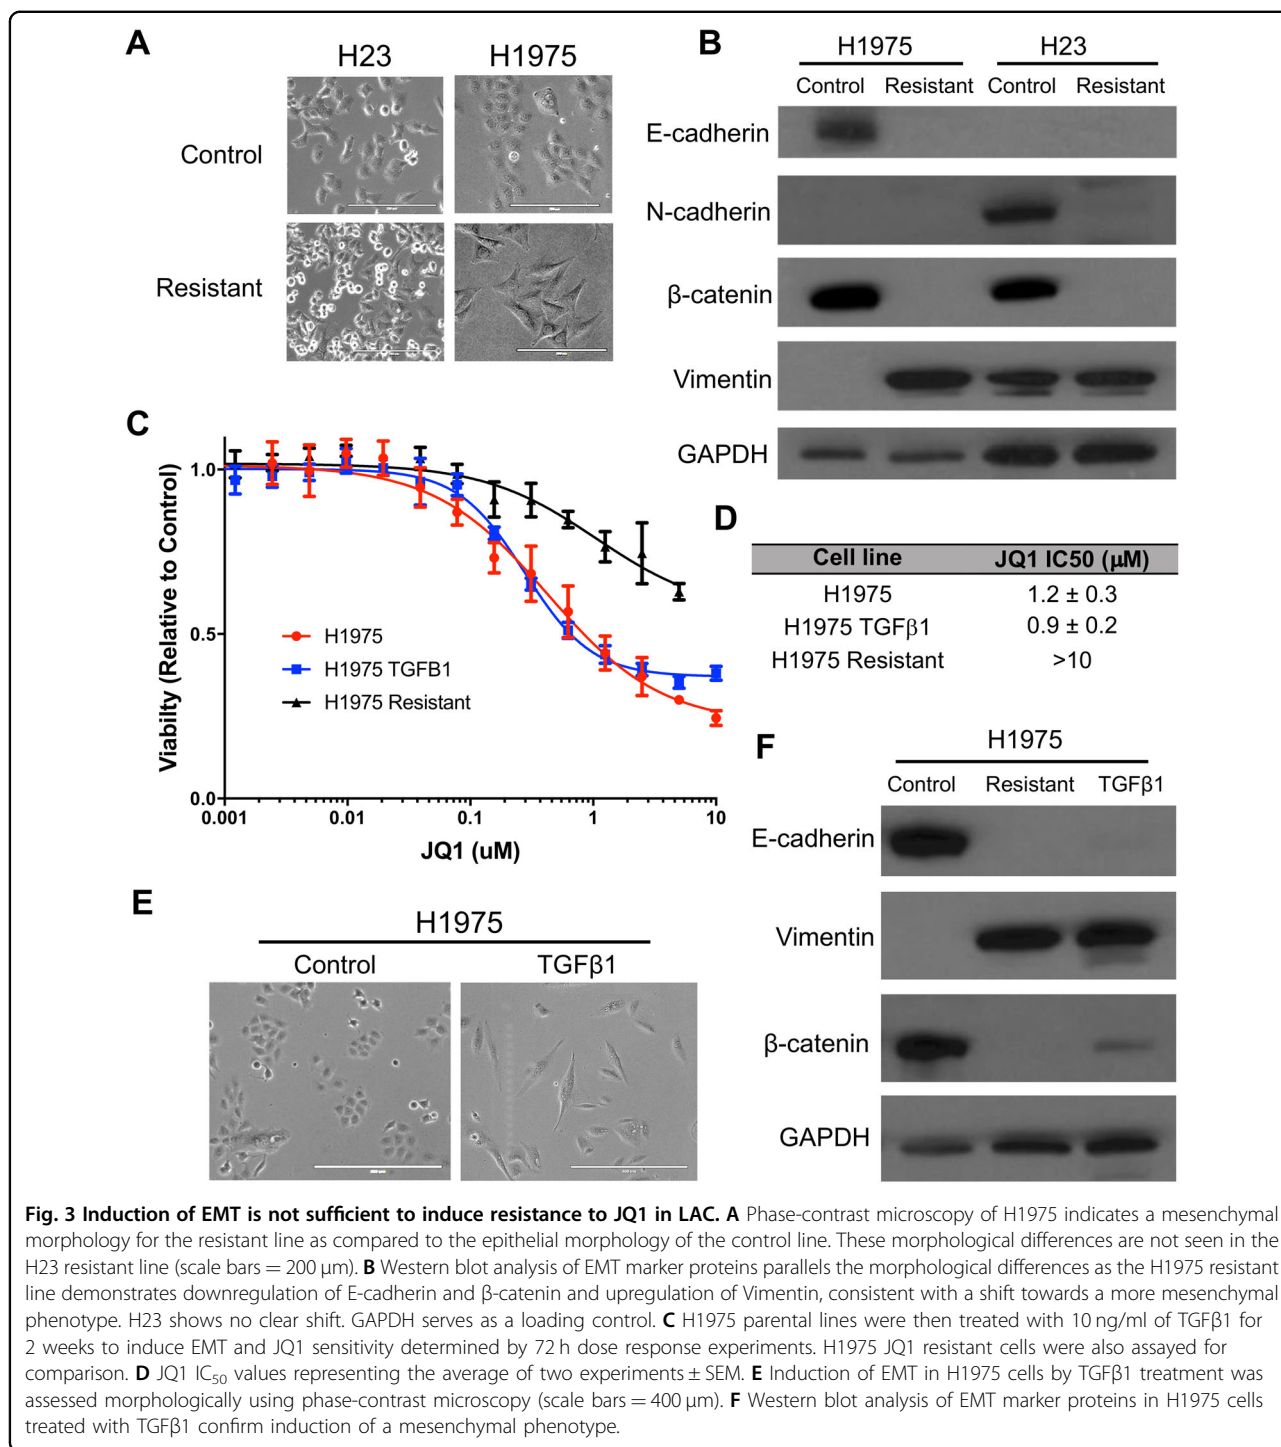 A
H23
H1975
Control
Resistant
B
H1975
H23
Control
Resistant
Control
Resistant
E-cadherin
N-cadherin
β-catenin
Vimentin
GAPDH
C
Viabilty (Relative to Control)
1.0
0.5
0.0
H1975
H1975 TGFB1
H1975 Resistant
0.001
0.01
0.1
1
10
JQ1 (uM)
D
Cell line JQ1 IC50 (μM)
H1975 1.2 ± 0.3
H1975 TGFβ1 0.9 ± 0.2
H1975 Resistant >10
E
H1975
Control
TGFβ1
F
H1975
Control
Resistant
TGFβ1
E-cadherin
Vimentin
β-catenin
GAPDH
Fig. 3 Induction of EMT is not sufficient to induce resistance to JQ1 in LAC. A Phase-contrast microscopy of H1975 indicates a mesenchymal
morphology for the resistant line as compared to the epithelial morphology of the control line. These morphological differences are not seen in the
H23 resistant line (scale bars = 200 μm). B Western blot analysis of EMT marker proteins parallels the morphological differences as the H1975 resistant
line demonstrates downregulation of E-cadherin and β-catenin and upregulation of Vimentin, consistent with a shift towards a more mesenchymal
phenotype. H23 shows no clear shift. GAPDH serves as a loading control. C H1975 parental lines were then treated with 10 ng/ml of TGFβ1 for
2 weeks to induce EMT and JQ1 sensitivity determined by 72 h dose response experiments. H1975 JQ1 resistant cells were also assayed for
comparison. D JQ1 IC50 values representing the average of two experiments ± SEM. E Induction of EMT in H1975 cells by TGFβ1 treatment was
assessed morphologically using phase-contrast microscopy (scale bars = 400 μm). F Western blot analysis of EMT marker proteins in H1975 cells
treated with TGFβ1 confirm induction of a mesenchymal phenotype.